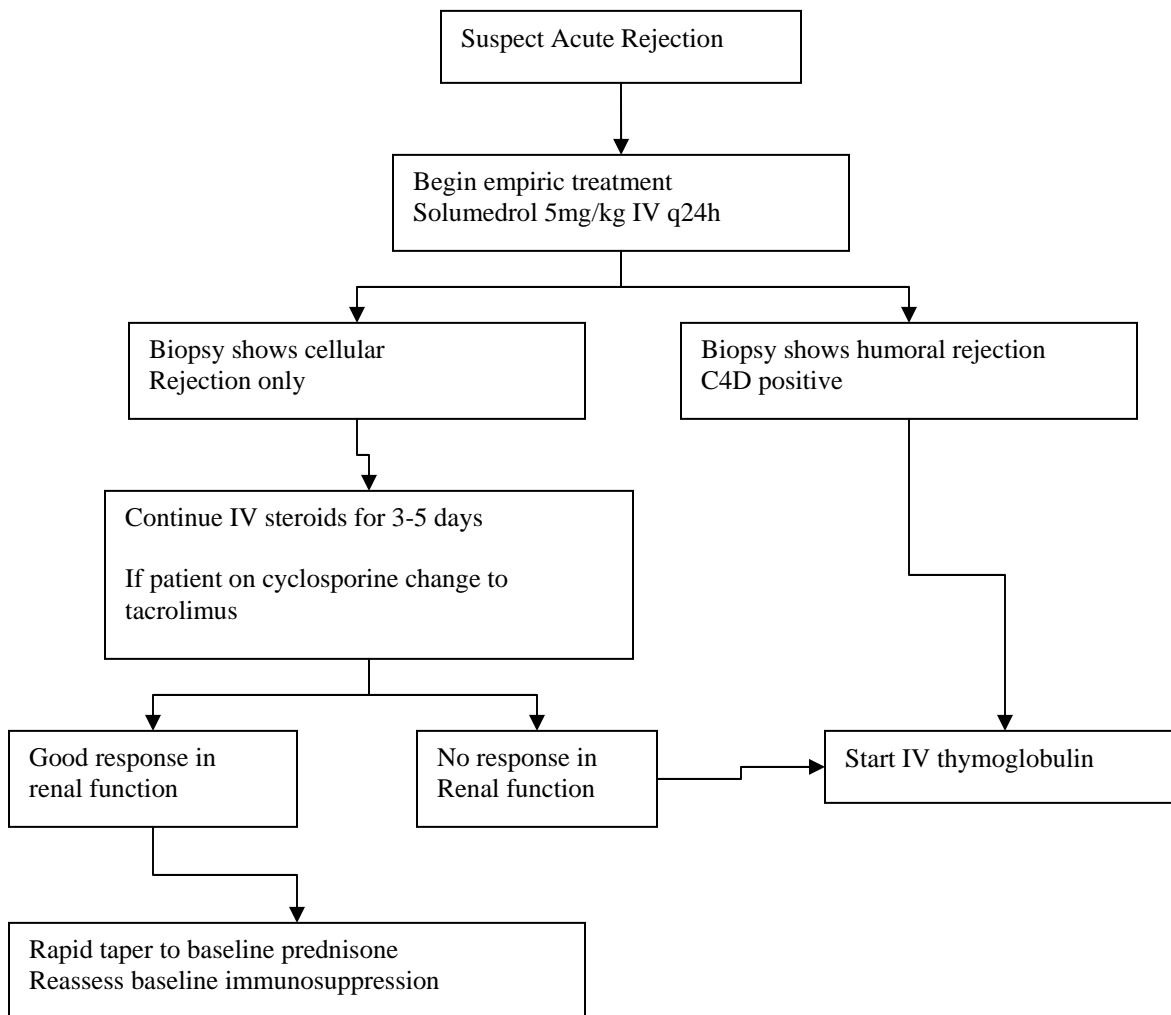 Suspect Acute Rejection
Begin empiric treatment
Solumedrol 5mg/kg IV q24h
Biopsy shows cellular
Rejection only
Biopsy shows humoral rejection
C4D positive
Continue IV steroids for 3-5 days
If patient on cyclosporine change to
tacrolimus
Good response in
renal function
No response in
Renal function
Start IV thymoglobulin
Rapid taper to baseline prednisone
Reassess baseline immunosuppression